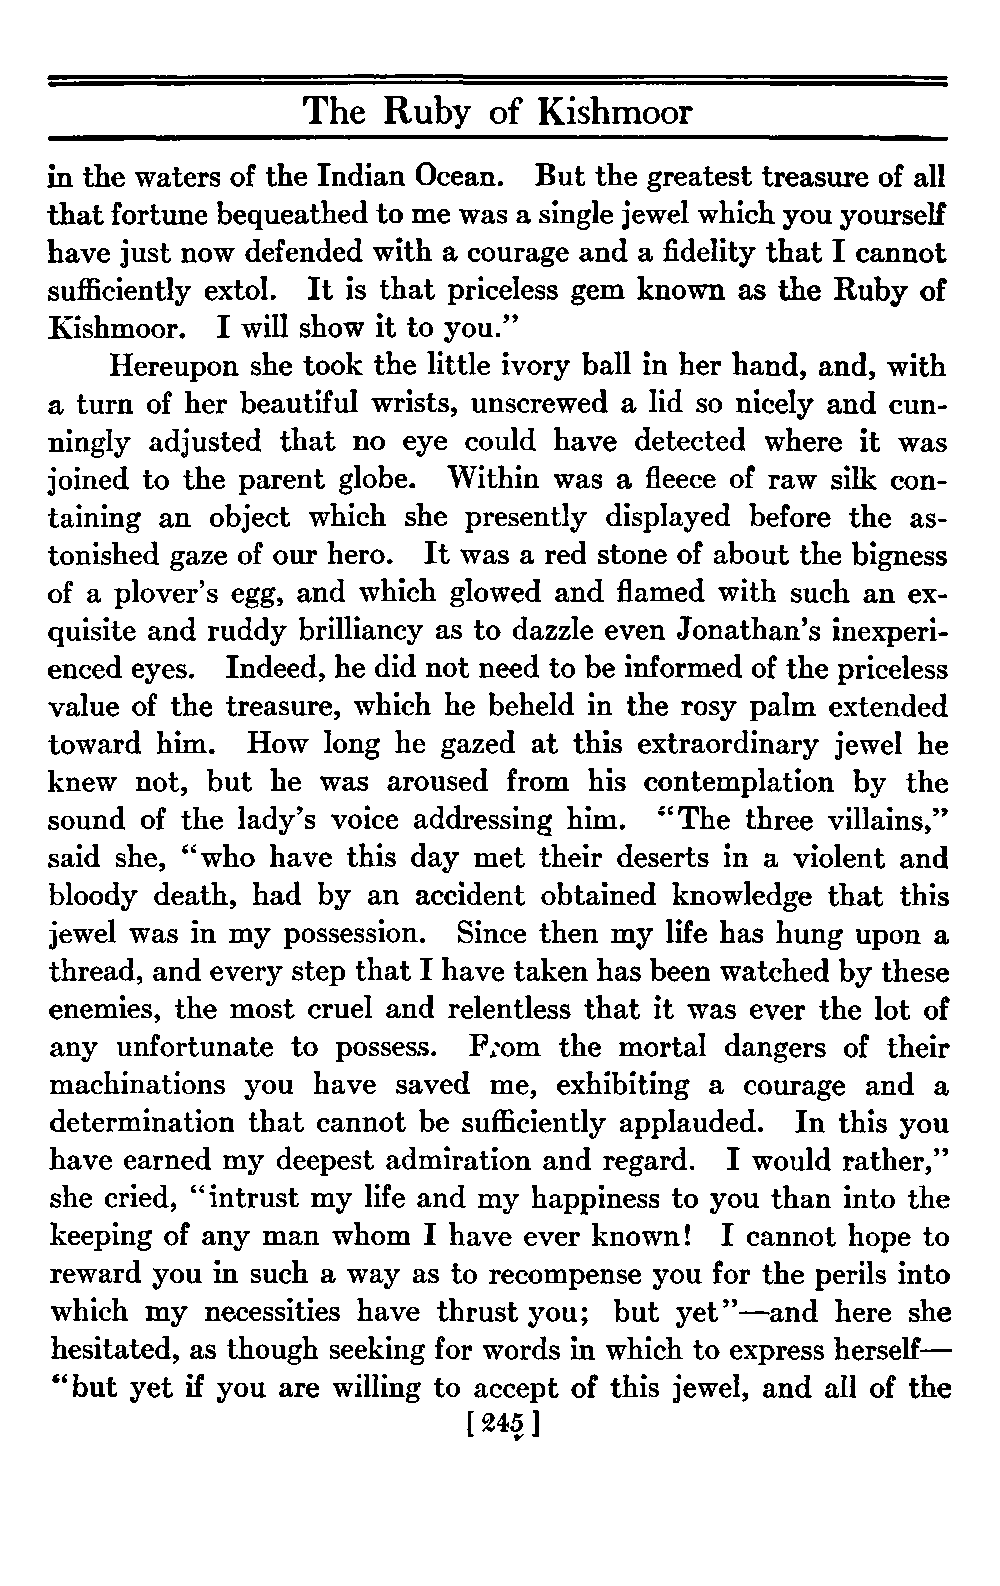 The Ruby of Kishmoor
in the waters of the Indian Ocean. But the greatest treasure of all
that fortune bequeathed to me was a single jewel which you yourself
have just now defended with a courage and a fidelity that I cannot
sufficiently extol. It is that priceless gem known as the Ruby of
Kishmoor. I will show it to you.”
Hereupon she took the little ivory ball in her hand, and, with
a turn of her beautiful wrists, unscrewed a lid so nicely and cun-
ningly adjusted that no eye could have detected where it was
joined to the parent globe. Within was a fleece of raw silk con-
taining an object which she presently displayed before the as-
tonished gaze of our hero. It was a red stone of about the bigness
of a plover’s egg, and which glowed and flamed with such an ex-
quisite and ruddy brilliancy as to dazzle even Jonathan’s inexperi-
enced eyes. Indeed, he did not need to be informed of the priceless
value of the treasure, which he beheld in the rosy palm extended
toward him. How long he gazed at this extraordinary jewel he
knew not, but he was aroused from his contemplation by the
sound of the lady’s voice addressing him. “The three villains,”
said she, “who have this day met their deserts in a violent and
bloody death, had by an accident obtained knowledge that this
jewel was in my possession. Since then my life has hung upon a
thread, and every step that I have taken has been watched by these
enemies, the most cruel and relentless that it was ever the lot of
any unfortunate to possess. From the mortal dangers of their
machinations you have saved me, exhibiting a courage and a
determination that cannot be sufficiently applauded. In this you
have earned my deepest admiration and regard. I would rather,”
she cried, “intrust my life and my happiness to you than into the
keeping of any man whom I have ever known! I cannot hope to
reward you in such a way as to recompense you for the perils into
which my necessities have thrust you; but yet”—and here she
hesitated, as though seeking for words in which to express herself—
“but yet if you are willing to accept of this jewel, and all of the
[ 245 ]